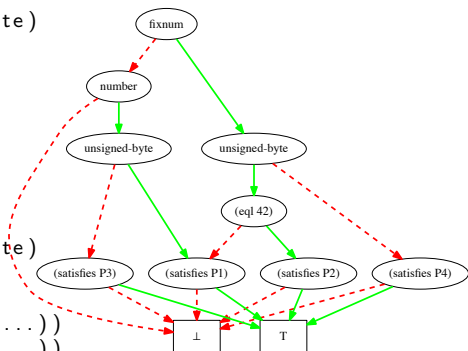 te)
fixnum
number
unsigned-byte
unsigned-byte
(eql 42)
te)
(satisfies P3)
(satisfies P1)
(satisfies P2)
(satisfies P4)
...))
⊥
T
))